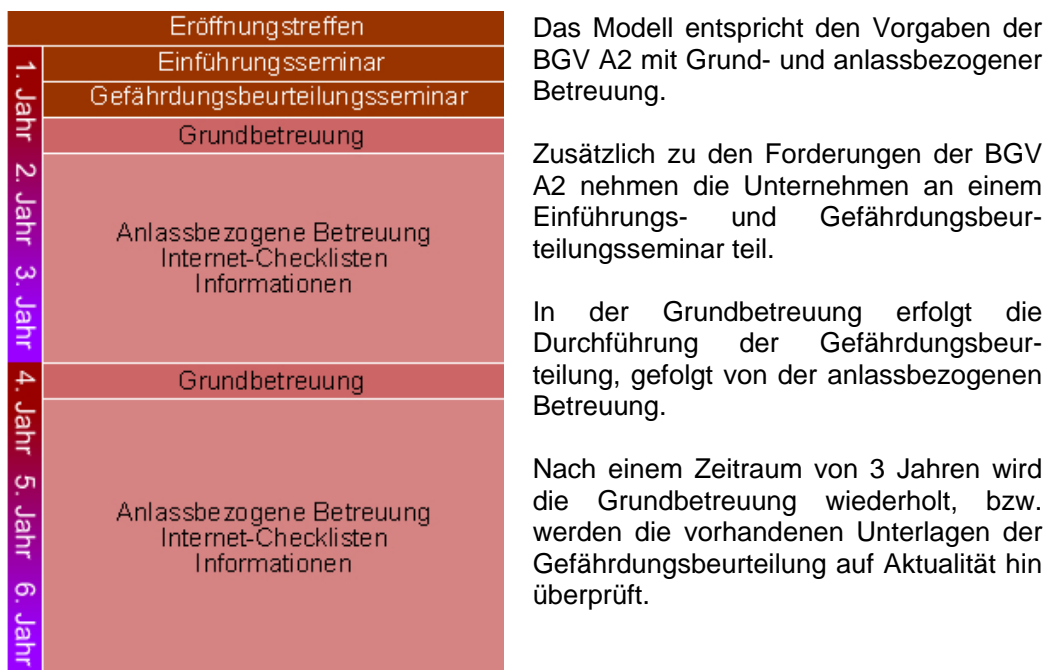 Eröffnungstreffen
1. Jahr
Einführungsseminar
Gefährdungsbeurteilungsseminar
Grundbetreuung
2. Jahr
3. Jahr
Anlassbezogene Betreuung
Internet-Checklisten
Informationen
4. Jahr
Grundbetreuung
5. Jahr
6. Jahr
Anlassbezogene Betreuung
Internet-Checklisten
Informationen
Das Modell entspricht den Vorgaben der
BGV A2 mit Grund- und anlassbezogener
Betreuung.
Zusätzlich zu den Forderungen der BGV
A2 nehmen die Unternehmen an einem
Einführungs- und Gefährdungsbeur-
teilungsseminar teil.
In der Grundbetreuung erfolgt die
Durchführung der Gefährdungsbeur-
teilung, gefolgt von der anlassbezogenen
Betreuung.
Nach einem Zeitraum von 3 Jahren wird
die Grundbetreuung wiederholt, bzw.
werden die vorhandenen Unterlagen der
Gefährdungsbeurteilung auf Aktualität hin
überprüft.